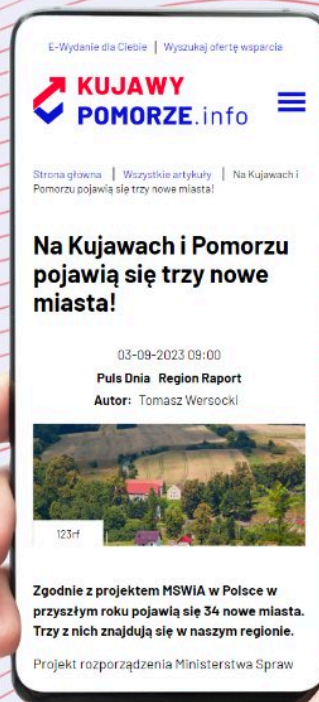 E-Wydanie dla Ciebie | Wyszukaj ofertę wsparcia
KUJAWY
POMORZE.info
Strona główna | Wszystkie artykuły | Na Kujawach i
Pomorzu pojawią się trzy nowe miasta!
Na Kujawach i Pomorzu
pojawią się trzy nowe
miasta!
03-09-2023 09:00
Puls Dnia Region Raport
Autor: Tomasz Wersocki
123rf
Zgodnie z projektem MSWiA w Polsce w
przyszłym roku pojawią się 34 nowe miasta.
Trzy z nich znajdują się w naszym regionie.
Projekt rozporządzenia Ministerstwa Spraw